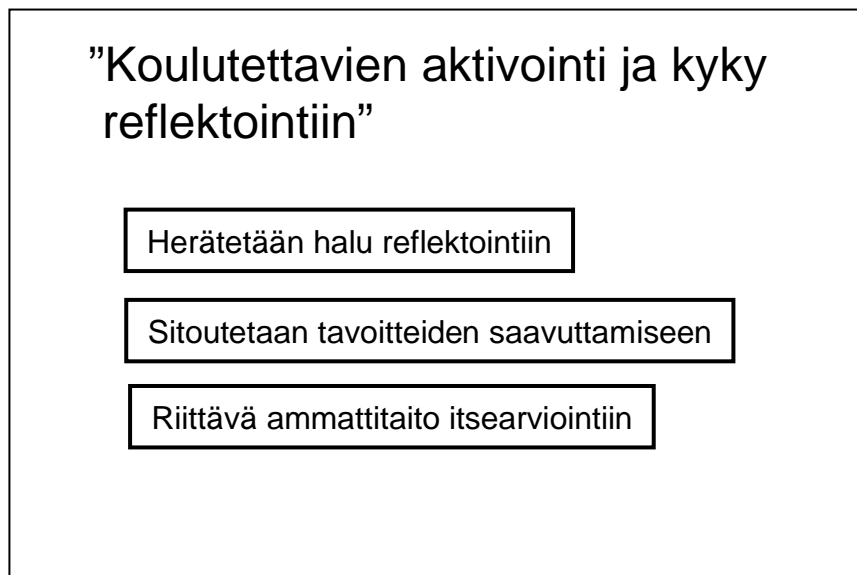 ”Koulutettavien aktivointi ja kyky
reflektointiin”
Herätetään halu reflektointiin
Sitoutetaan tavoitteiden saavuttamiseen
Riittävä ammattitaito itsearviointiin